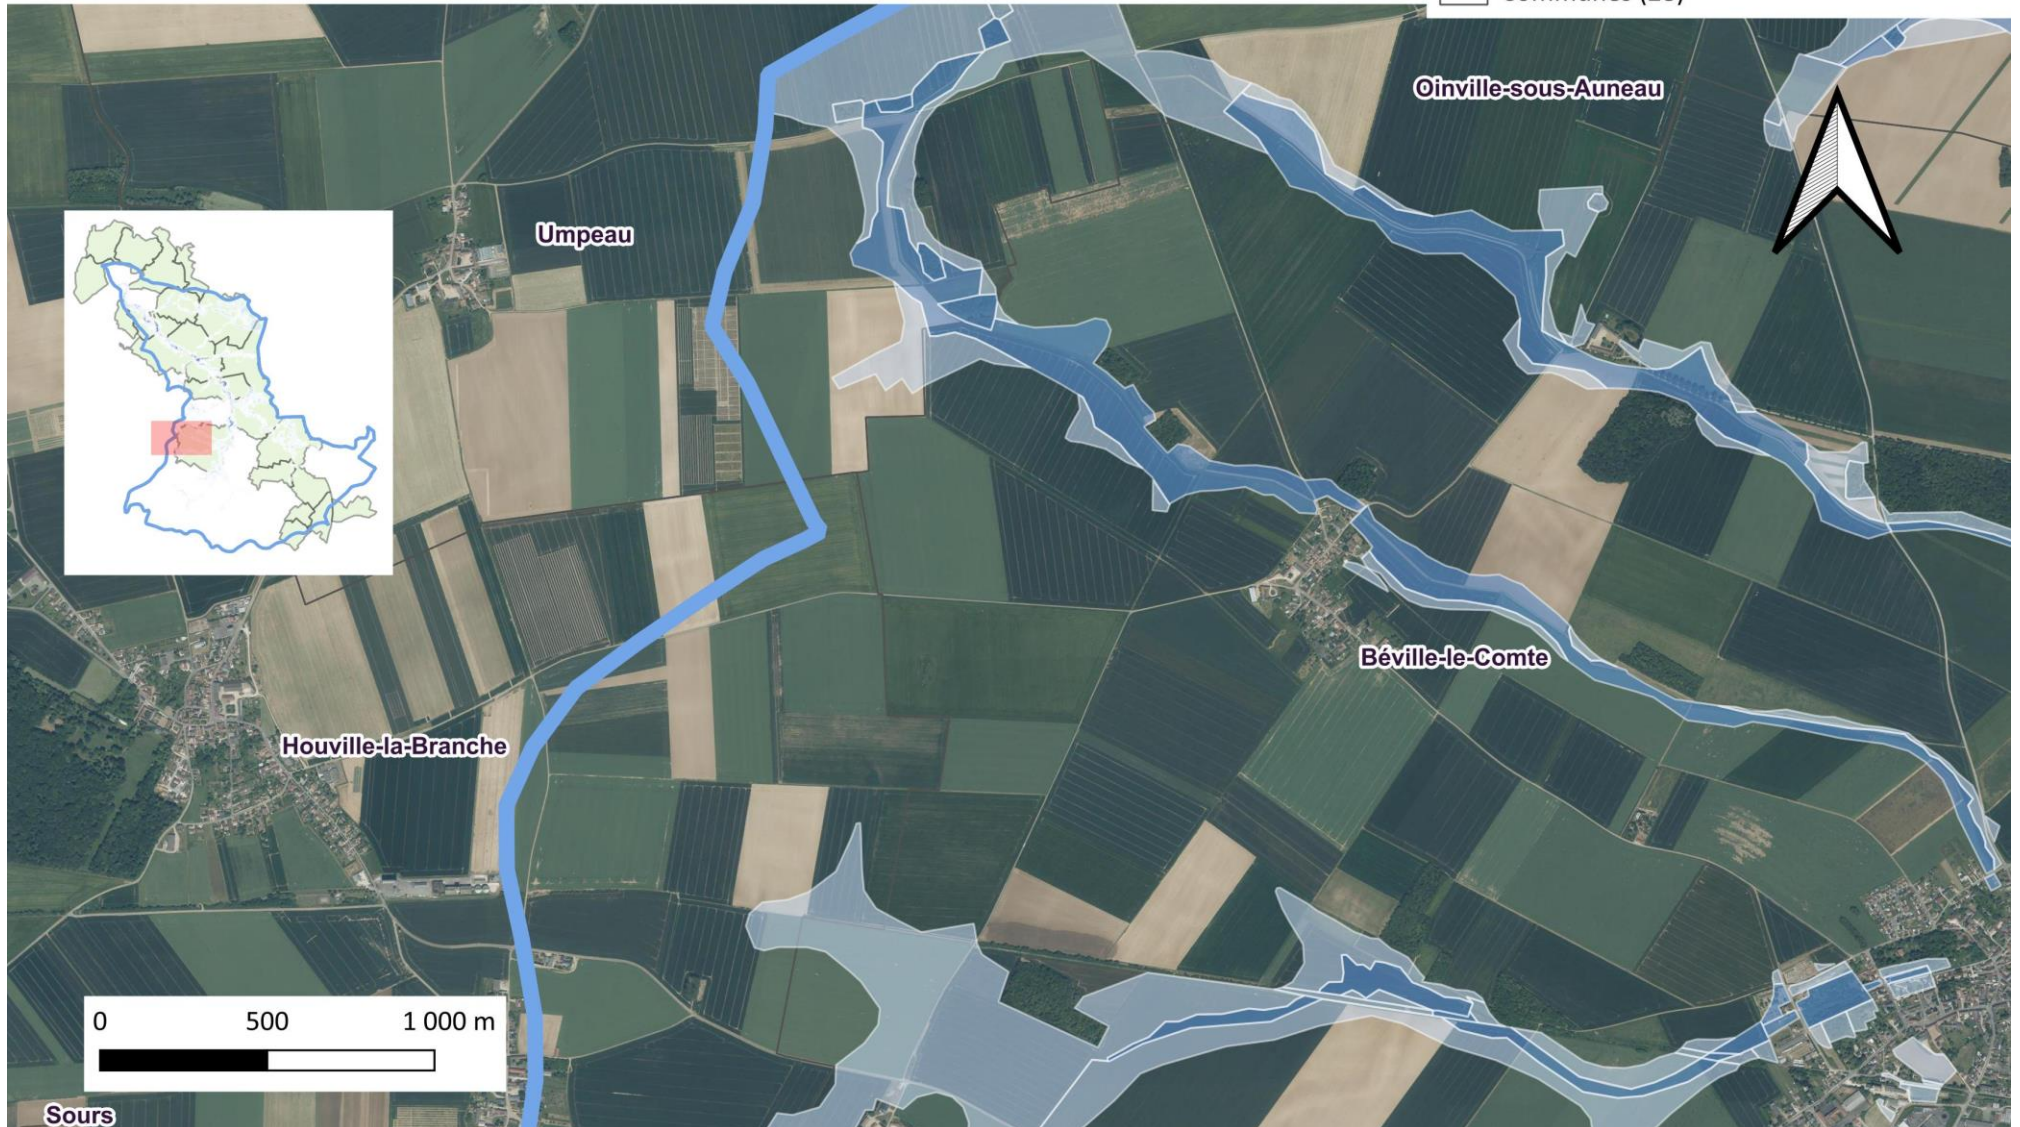 Oinville-sous-Auneau
Umpeau
Béville-le-Comte
Houville-la-Branche
0 500 1 000 m
Sours